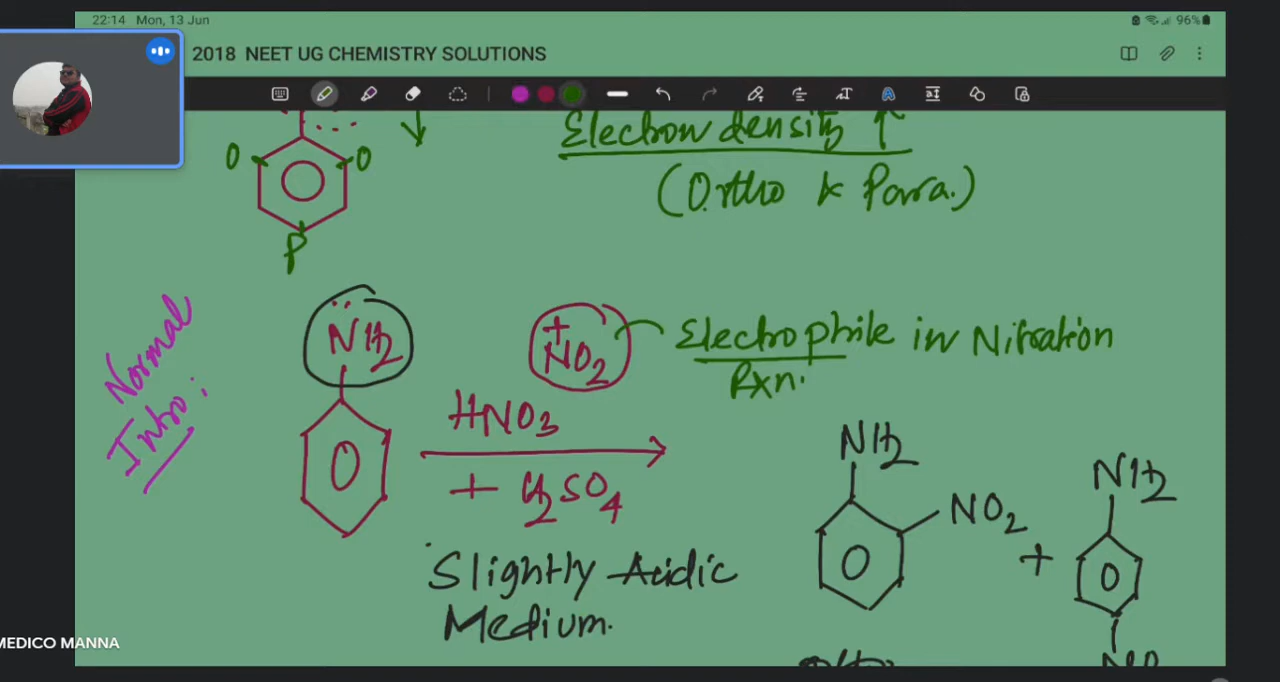 22:14 Mon, 13 Jun
96%
2018 NEET UG CHEMISTRY SOLUTIONS
Electron density ↑
(Ortho & Para.)
O
O
P
Normal
Intro:
NH2
+
NO2
Electrophile in Nitration
Rxn.
HNO3
+ H2SO4
Slightly Acidic
Medium.
NH2
NO2
+
NH2
NO
MEDICO MANNA